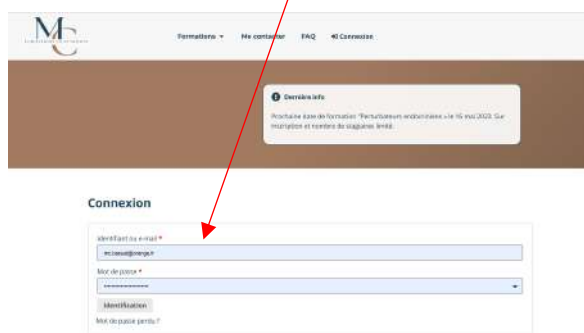 MC
Formations Me contacter FAQ Connexion
Dernière info
Prochaine date de formation "Perturbateurs endocriniens » le 16 mai 2023. Sur
inscription et nombre de stagiaires limité.
Connexion
Identifiant ou e-mail *
Mot de passe *
Identification
Mot de passe perdu ?